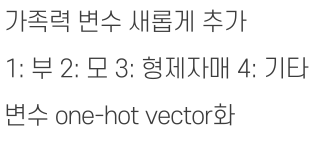 가족력 변수 새롭게 추가
1: 부 2: 모 3: 형제자매 4: 기타
변수 one-hot vector화